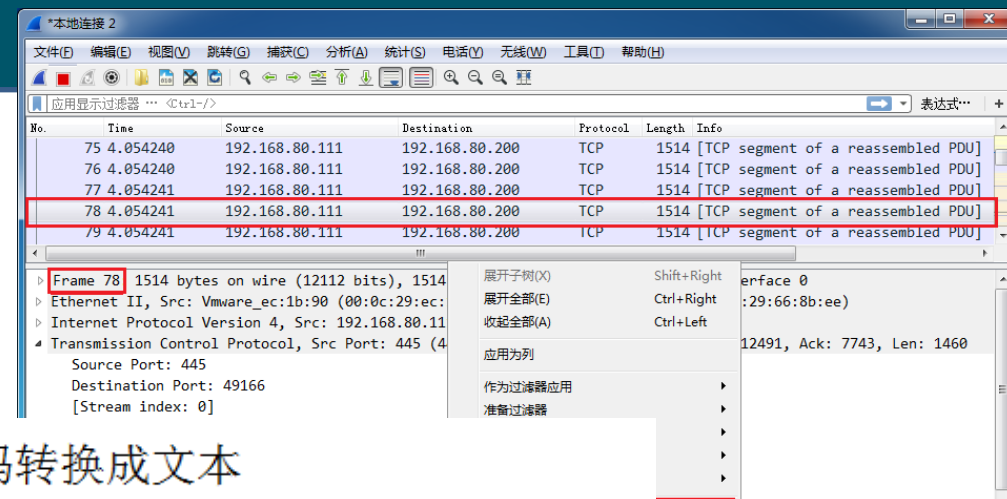 *本地连接 2
文件(F) 编辑(E) 视图(V) 跳转(G) 捕获(C) 分析(A) 统计(S) 电话(Y) 无线(W) 工具(T) 帮助(H)
应用显示过滤器 … <Ctrl-/> 表达式… +
No. Time Source Destination Protocol Length Info
75 4.054240 192.168.80.111 192.168.80.200 TCP 1514 [TCP segment of a reassembled PDU]
76 4.054240 192.168.80.111 192.168.80.200 TCP 1514 [TCP segment of a reassembled PDU]
77 4.054241 192.168.80.111 192.168.80.200 TCP 1514 [TCP segment of a reassembled PDU]
78 4.054241 192.168.80.111 192.168.80.200 TCP 1514 [TCP segment of a reassembled PDU]
79 4.054241 192.168.80.111 192.168.80.200 TCP 1514 [TCP segment of a reassembled PDU]
Frame 78 1514 bytes on wire (12112 bits), 1514 展开子树(X) Shift+Right erface 0
Ethernet II, Src: Vmware_ec:1b:90 (00:0c:29:ec: 展开全部(E) Ctrl+Right :29:66:8b:ee)
Internet Protocol Version 4, Src: 192.168.80.11 收起全部(A) Ctrl+Left
Transmission Control Protocol, Src Port: 445 (4 12491, Ack: 7743, Len: 1460
应用为列
Source Port: 445
Destination Port: 49166 作为过滤器应用
[Stream index: 0] 准备过滤器
码转换成文本